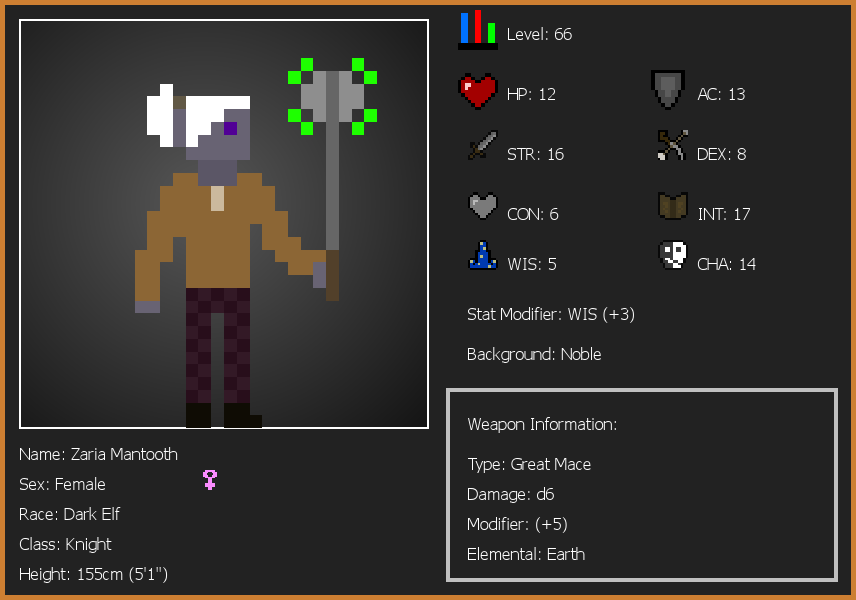 Level: 66
HP: 12
AC: 13
STR: 16
DEX: 8
CON: 6
INT: 17
WIS: 5
CHA: 14
Stat Modifier: WIS (+3)
Background: Noble
Name: Zaria Mantooth
Sex: Female
Race: Dark Elf
Class: Knight
Height: 155cm (5'1")
Weapon Information:
Type: Great Mace
Damage: d6
Modifier: (+5)
Elemental: Earth